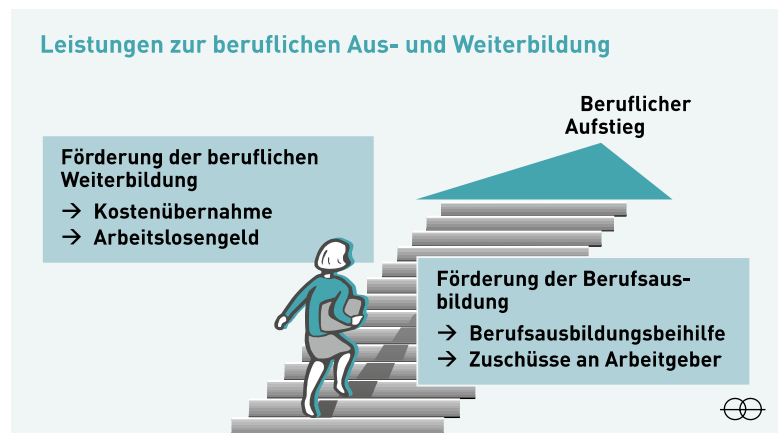 Leistungen zur beruflichen Aus- und Weiterbildung
Beruflicher
Aufstieg
Förderung der beruflichen
Weiterbildung
→ Kostenübernahme
→ Arbeitslosengeld
Förderung der Berufsaus-
bildung
→ Berufsausbildungsbeihilfe
→ Zuschüsse an Arbeitgeber